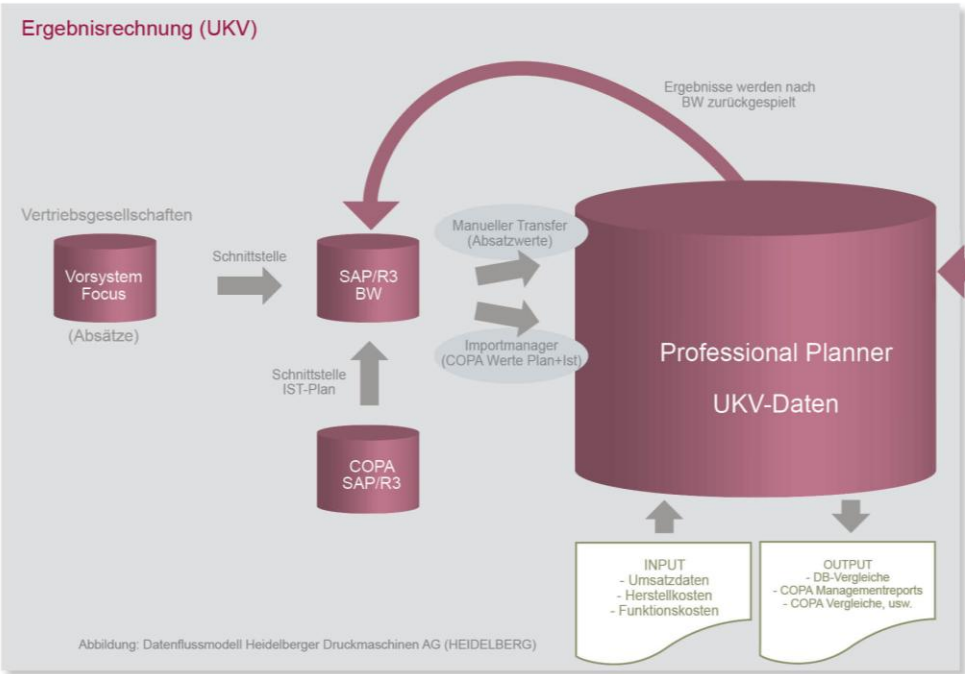 Ergebnisrechnung (UKV)
Ergebnisse werden nach
BW zurückgespielt
Vertriebsgesellschaften
Vorsystem
Focus
(Absätze)
Schnittstelle
SAP/R3
BW
Manueller Transfer
(Absatzwerte)
Importmanager
(COPA Werte Plan+Ist)
Schnittstelle
IST-Plan
COPA
SAP/R3
Professional Planner
UKV-Daten
INPUT
- Umsatzdaten
- Herstellkosten
- Funktionskosten
OUTPUT
- DB-Vergleiche
- COPA Managementreports
- COPA Vergleiche, usw.
Abbildung: Datenflussmodell Heidelberger Druckmaschinen AG (HEIDELBERG)